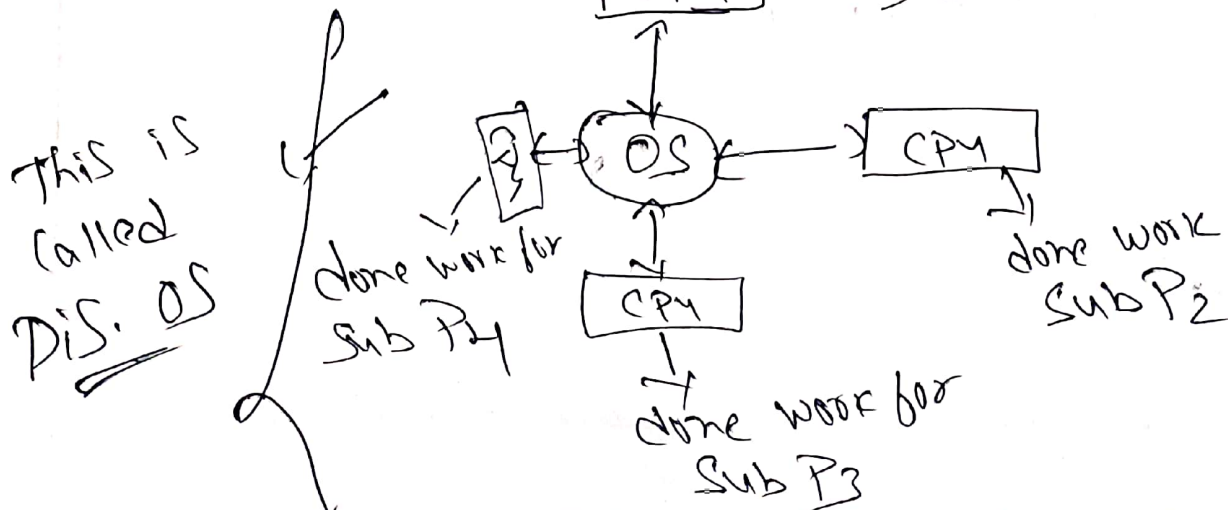 This is
called
Dis. OS
OS
CPU
done work
Sub P2
done work for
Sub P4
CPU
done work for
Sub P3